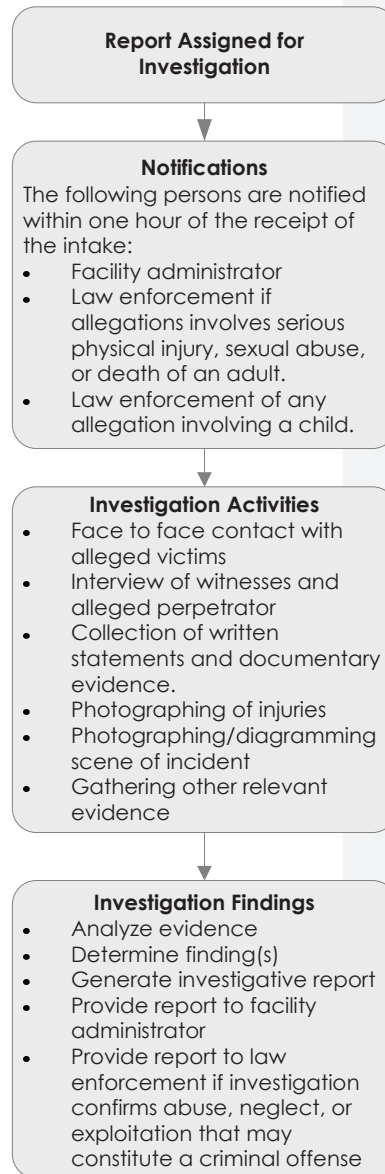 Report Assigned for
Investigation
Notifications
The following persons are notified
within one hour of the receipt of
the intake:
• Facility administrator
• Law enforcement if
allegations involves serious
physical injury, sexual abuse,
or death of an adult.
• Law enforcement of any
allegation involving a child.
Investigation Activities
• Face to face contact with
alleged victims
• Interview of witnesses and
alleged perpetrator
• Collection of written
statements and documentary
evidence.
• Photographing of injuries
• Photographing/diagramming
scene of incident
• Gathering other relevant
evidence
Investigation Findings
• Analyze evidence
• Determine finding(s)
• Generate investigative report
• Provide report to facility
administrator
• Provide report to law
enforcement if investigation
confirms abuse, neglect, or
exploitation that may
constitute a criminal offense